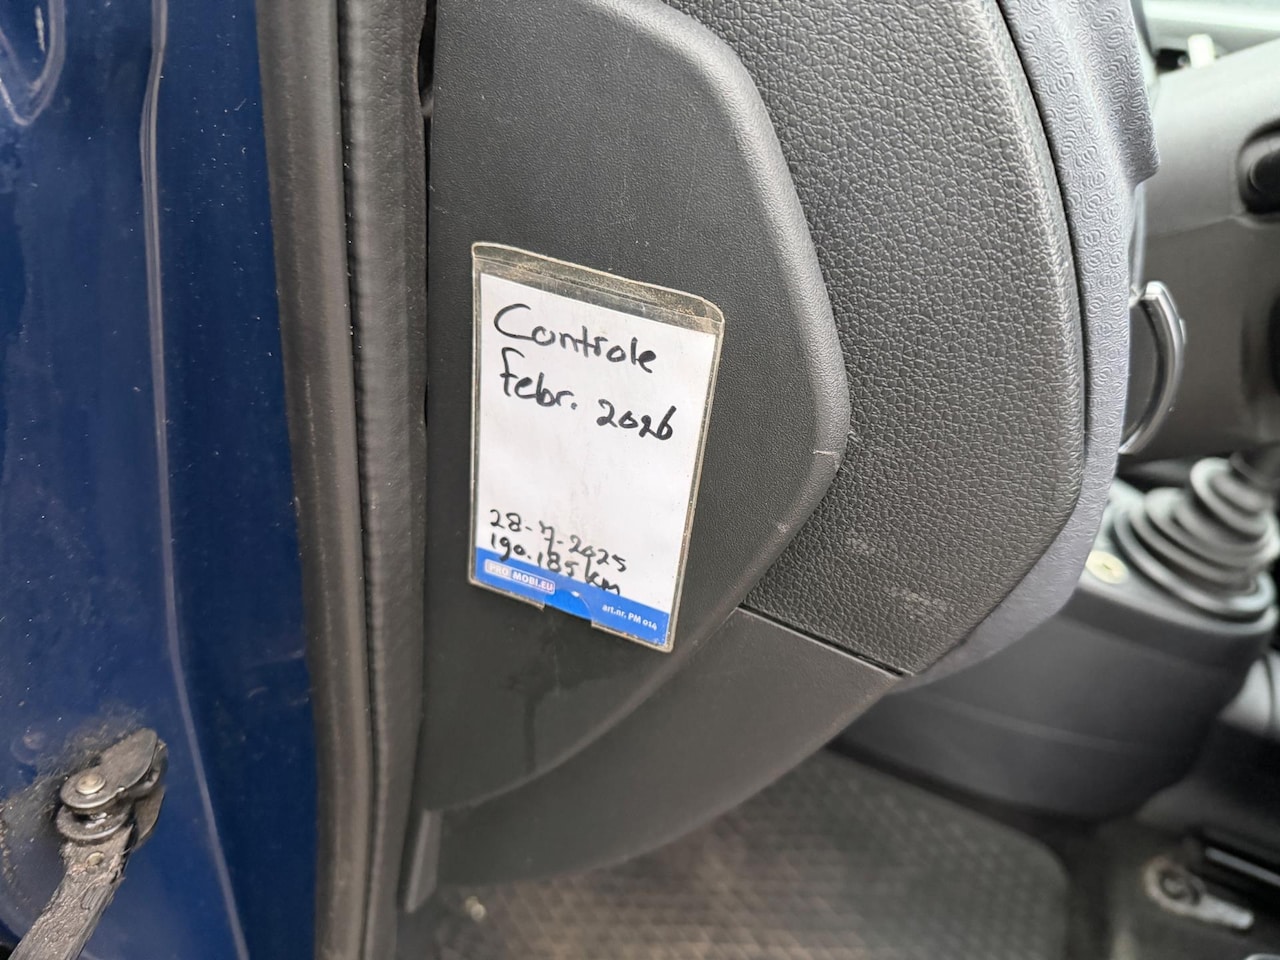 Controle
febr. 2026
28-7-2025
190.185 km
PRO MOBI.EU
art.nr. PM 014